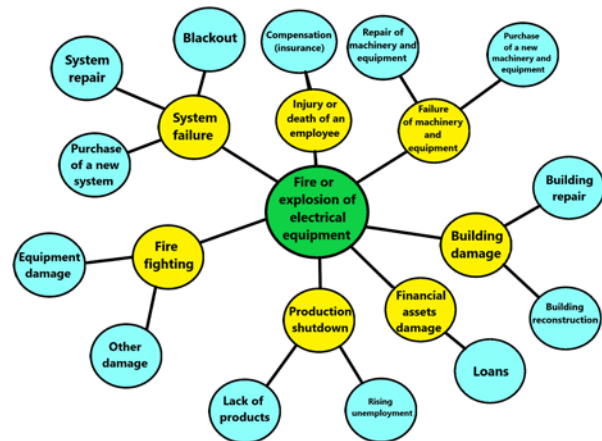 Blackout
System
repair
Purchase
of a new
system
System
failure
Compensation
(insurance)
Injury or
death of an
employee
Repair of
machinery and
equipment
Purchase
of a new
machinery and
equipment
Failure
of machinery
and
equipment
Fire or
explosion of
electrical
equipment
Building
repair
Building
damage
Building
reconstruction
Fire
fighting
Equipment
damage
Other
damage
Production
shutdown
Lack of
products
Rising
unemployment
Financial
assets
damage
Loans